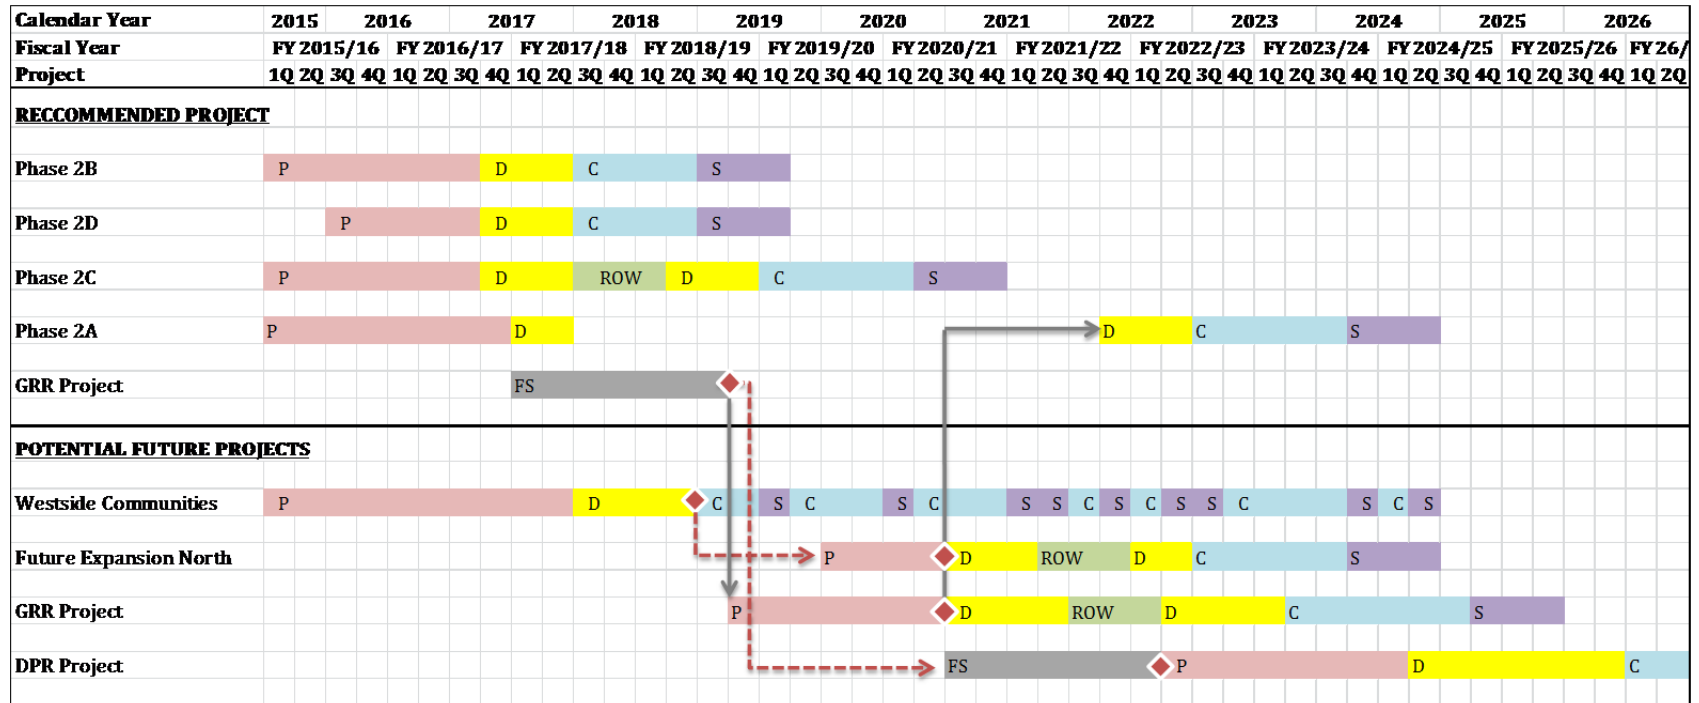 Calendar Year 2015 2016 2017 2018 2019 2020 2021 2022 2023 2024 2025 2026
Fiscal Year FY 2015/16 FY 2016/17 FY 2017/18 FY 2018/19 FY 2019/20 FY 2020/21 FY 2021/22 FY 2022/23 FY 2023/24 FY 2024/25 FY 2025/26 FY 26/
Project 1Q 2Q 3Q 4Q 1Q 2Q 3Q 4Q 1Q 2Q 3Q 4Q 1Q 2Q 3Q 4Q 1Q 2Q 3Q 4Q 1Q 2Q 3Q 4Q 1Q 2Q 3Q 4Q 1Q 2Q 3Q 4Q 1Q 2Q 3Q 4Q 1Q 2Q 3Q 4Q 1Q 2Q 3Q 4Q 1Q 2Q
RECCOMMENDED PROJECT
Phase 2B P D C S
Phase 2D P D C S
Phase 2C P D ROW D C S
Phase 2A P D D C S
GRR Project FS
POTENTIAL FUTURE PROJECTS
Westside Communities P D C S C S C S S C S C S S C S C S
Future Expansion North P D ROW D C S
GRR Project P D ROW D C S
DPR Project FS P D C